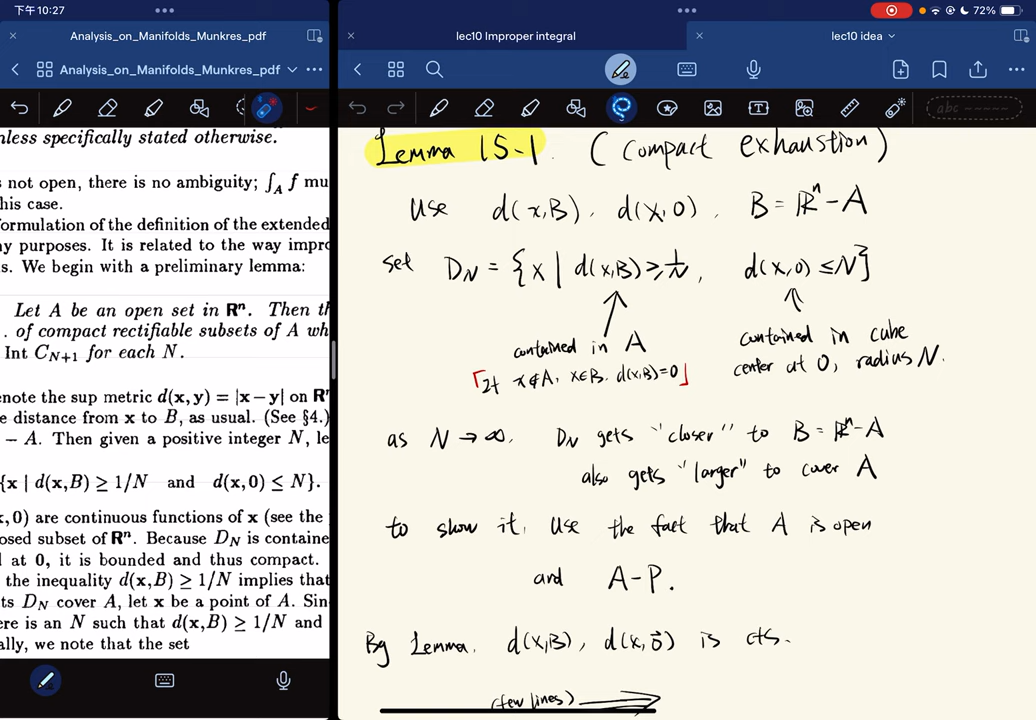 下午10:27
72%
Analysis_on_Manifolds_Munkres_pdf
lec10 Improper integral
lec10 idea
Analysis_on_Manifolds_Munkres_pdf
nless specifically stated otherwise.
s not open, there is no ambiguity; ∫_A f mu
his case.
formulation of the definition of the extended
ny purposes. It is related to the way impro
s. We begin with a preliminary lemma:
Let A be an open set in Rⁿ. Then th
. of compact rectifiable subsets of A wh
Int C_{N+1} for each N.
enote the sup metric d(x,y) = |x−y| on R
e distance from x to B, as usual. (See §4.)
− A. Then given a positive integer N, le
{x | d(x,B) ≥ 1/N and d(x,0) ≤ N}.
x,0) are continuous functions of x (see the
osed subset of Rⁿ. Because D_N is containe
d at 0, it is bounded and thus compact.
the inequality d(x,B) ≥ 1/N implies that
ts D_N cover A, let x be a point of A. Sin
ere is an N such that d(x,B) ≥ 1/N and
ally, we note that the set
Lemma 15-1. (Compact exhaustion)
Use d(x,B), d(x,0), B = ℝⁿ − A
set D_N = {x | d(x,B) ≥ 1/N, d(x,0) ≤ N}
contained in A
「If x∉A, x∈B. d(x,B)=0」
contained in cube
center at 0, radius N.
as N → ∞. D_N gets "closer" to B = ℝⁿ − A
also gets "larger" to cover A
to show it, Use the fact that A is open
and A-P.
By Lemma. d(x,B), d(x,0⃗) is cts.
(few lines)